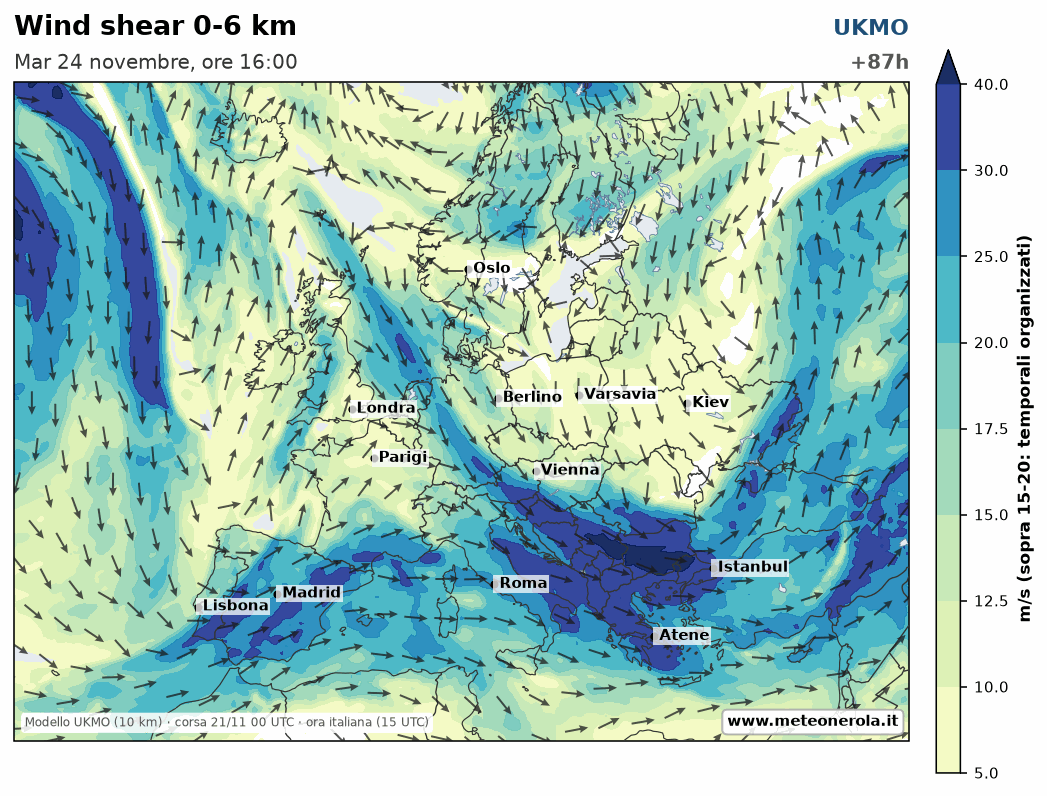 Wind shear 0-6 km
UKMO
Mar 24 novembre, ore 16:00
+87h
40.0
30.0
25.0
20.0
17.5
15.0
12.5
10.0
5.0
m/s (sopra 15-20: temporali organizzati)
Oslo
Berlino
Varsavia
Kiev
Londra
Parigi
Vienna
Istanbul
Roma
Madrid
Lisbona
Atene
Modello UKMO (10 km) · corsa 21/11 00 UTC · ora italiana (15 UTC)
www.meteonerola.it